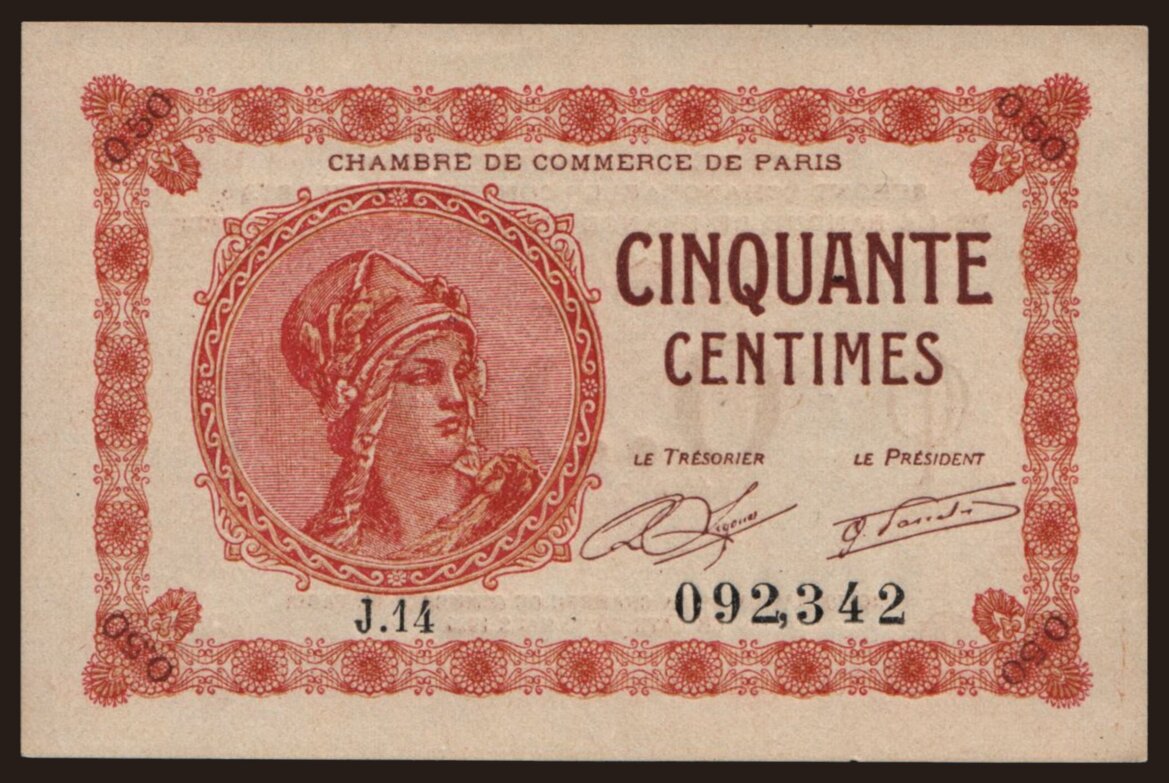 0.50 0.50
CHAMBRE DE COMMERCE DE PARIS
CINQUANTE
CENTIMES
LE TRÉSORIER LE PRÉSIDENT
J.14 092,342
0.50 0.50